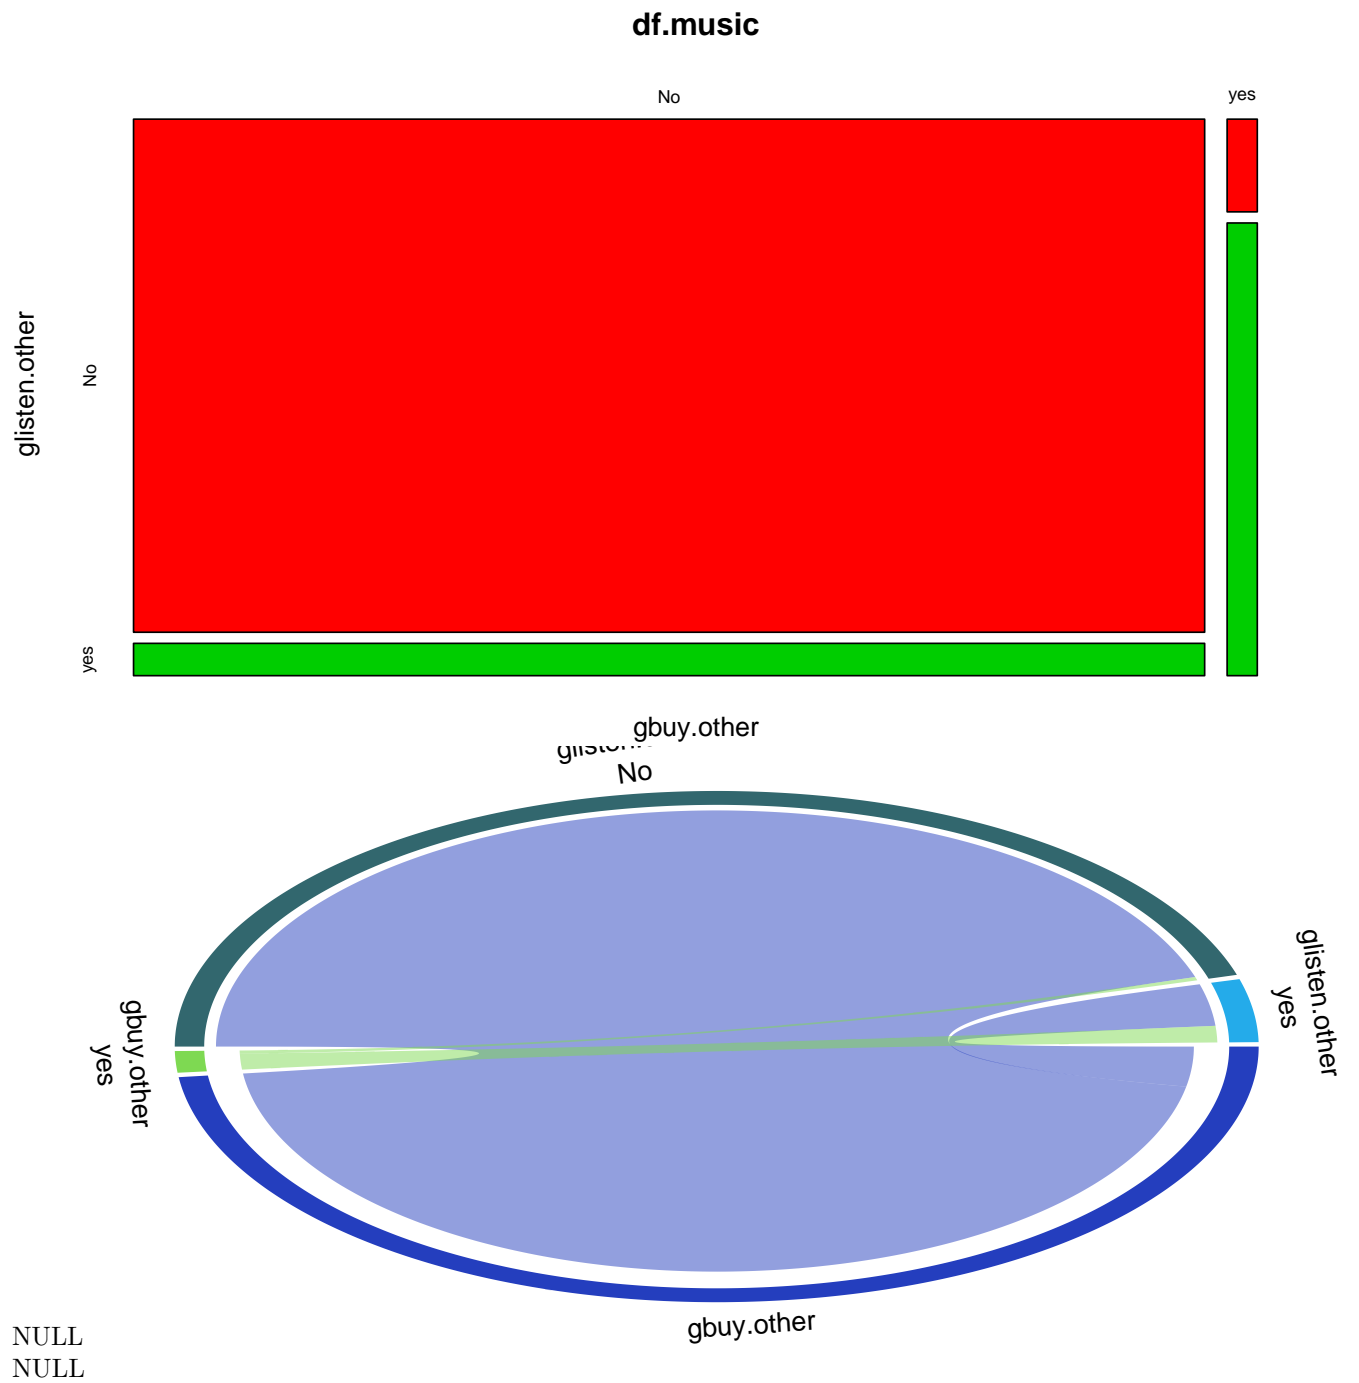 df.music
No
yes
glisten.other
No
yes
gbuy.other
No
glisten.other
yes
gbuy.other
yes
gbuy.other
NULL
NULL